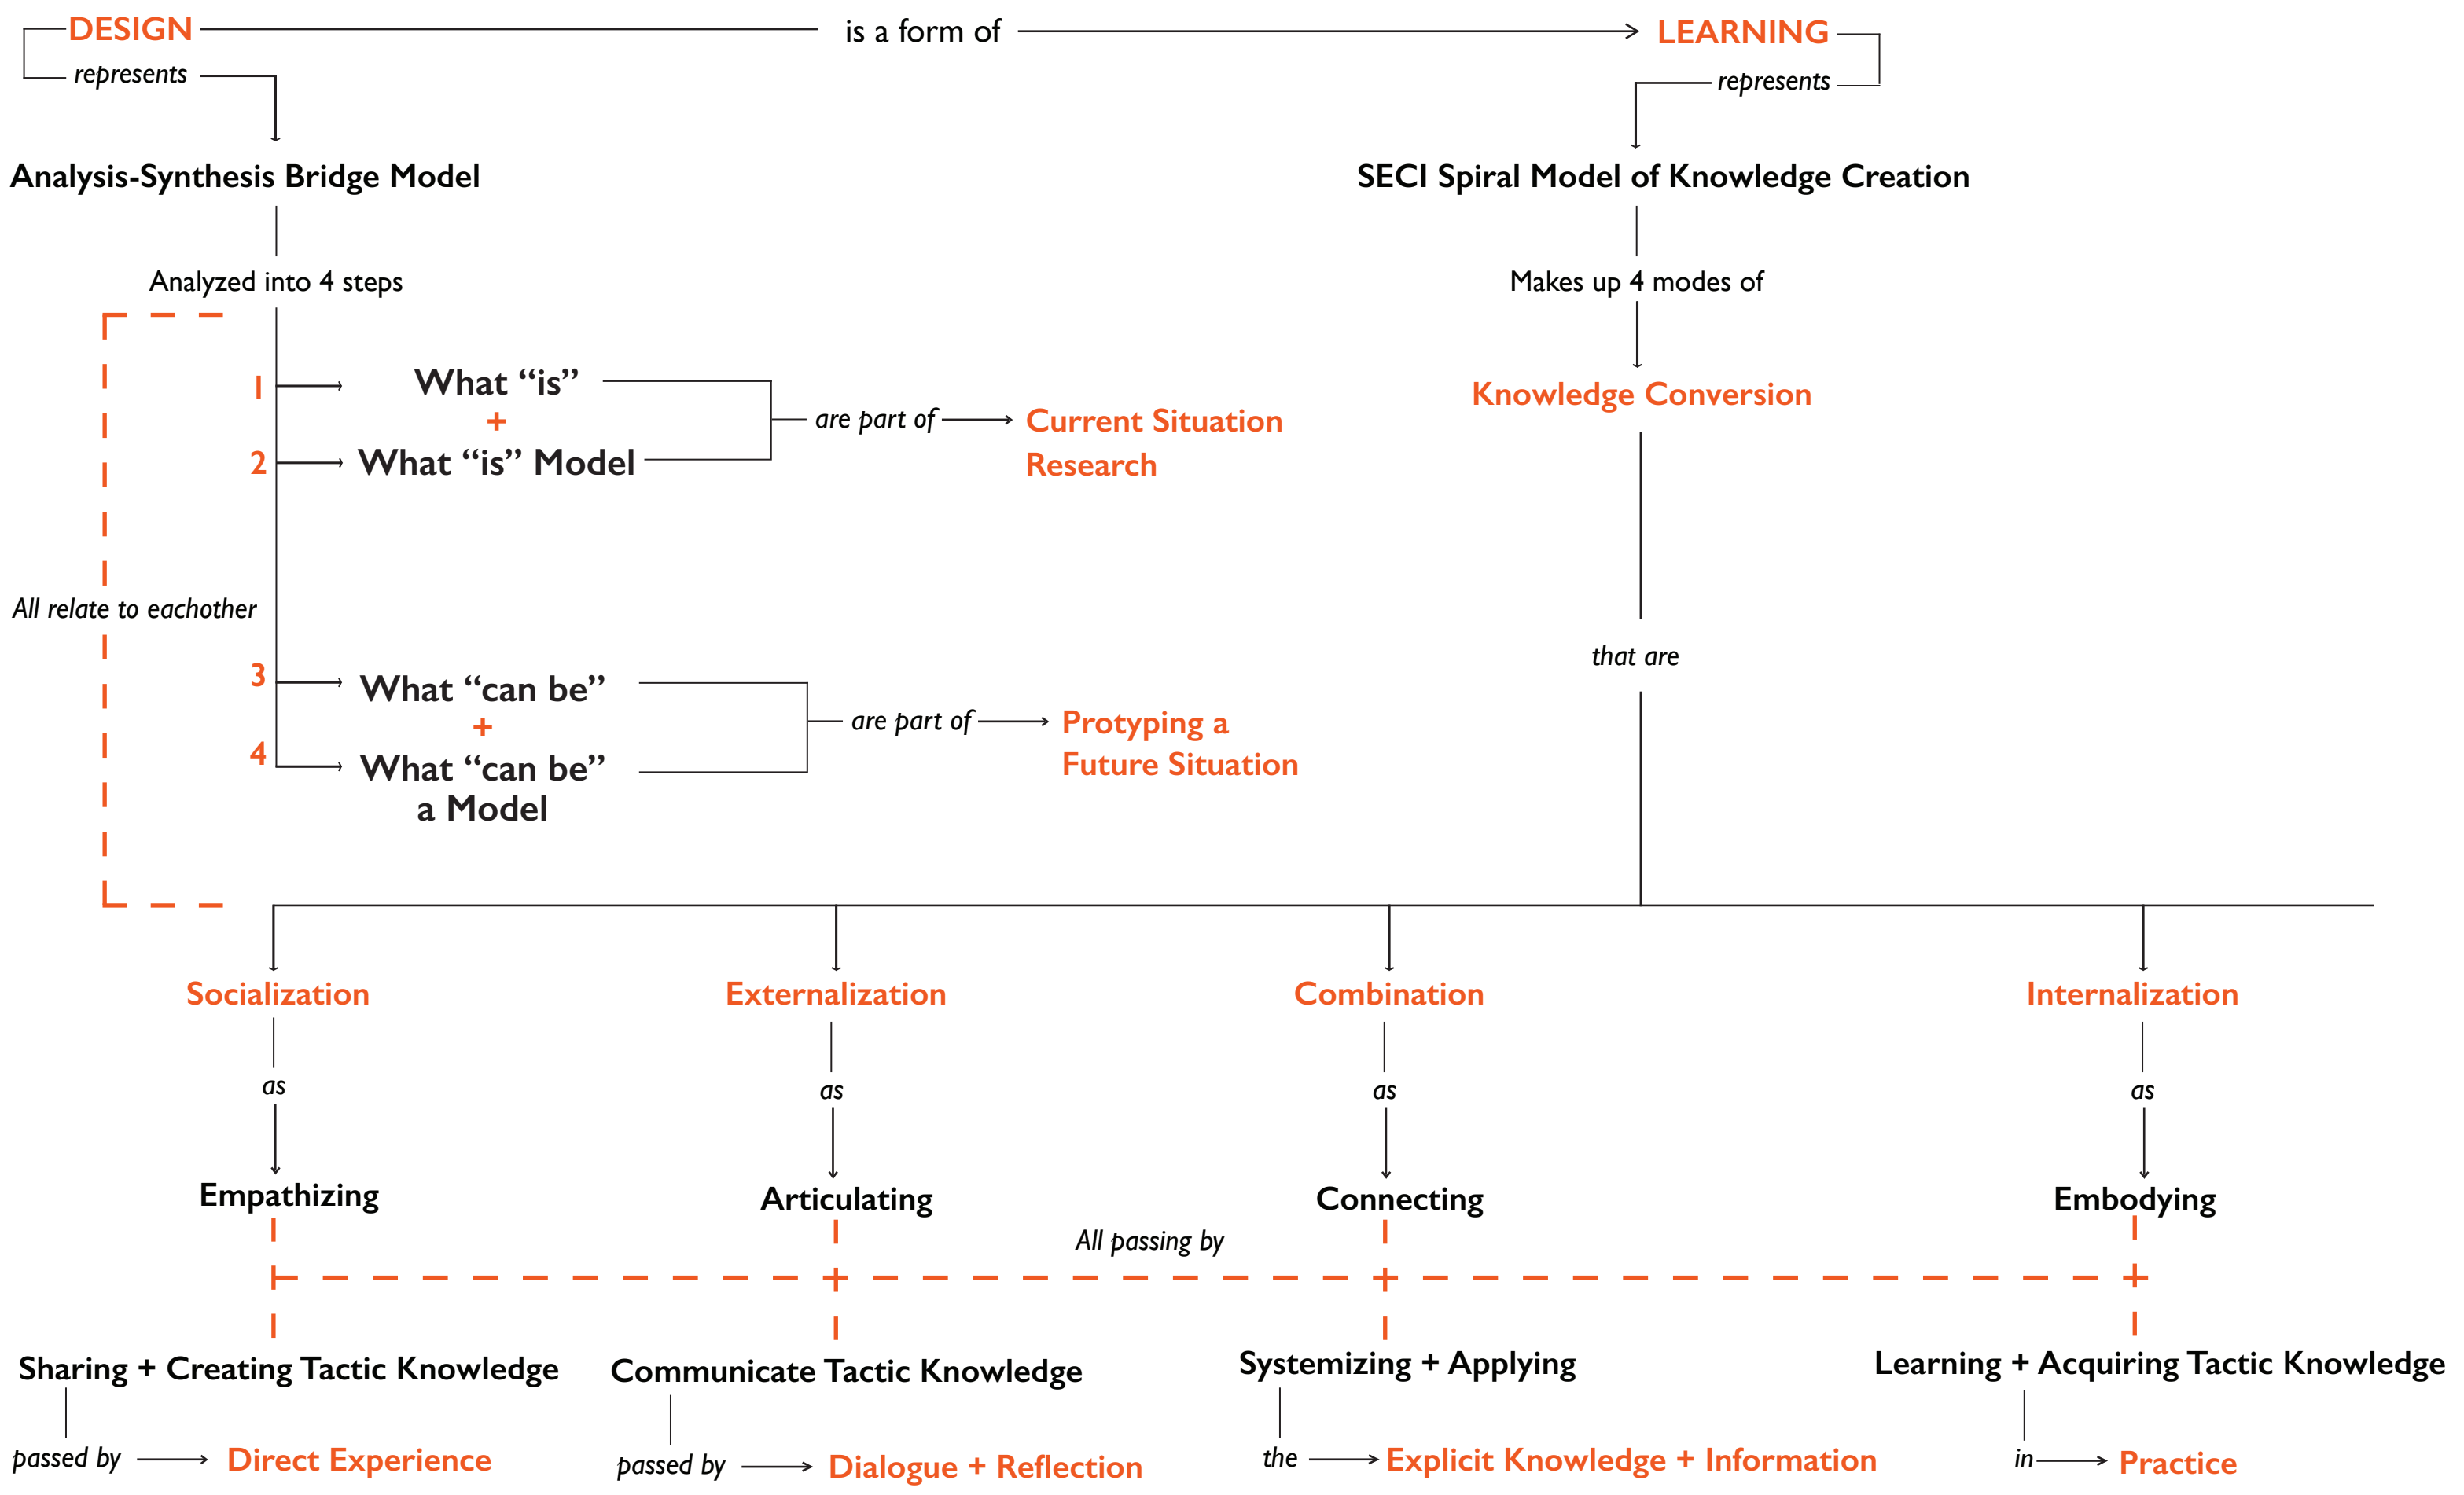 DESIGN is a form of LEARNING
represents
represents
Analysis-Synthesis Bridge Model
SECI Spiral Model of Knowledge Creation
Analyzed into 4 steps
Makes up 4 modes of
Knowledge Conversion
1 What “is”
+
2 What “is” Model
are part of
Current Situation
Research
All relate to eachother
that are
3 What “can be”
+
4 What “can be”
a Model
are part of
Protyping a
Future Situation
Socialization
Externalization
Combination
Internalization
as
as
as
as
Empathizing
Articulating
Connecting
Embodying
All passing by
Sharing + Creating Tactic Knowledge
passed by
Direct Experience
Communicate Tactic Knowledge
passed by
Dialogue + Reflection
Systemizing + Applying
the
Explicit Knowledge + Information
Learning + Acquiring Tactic Knowledge
in
Practice